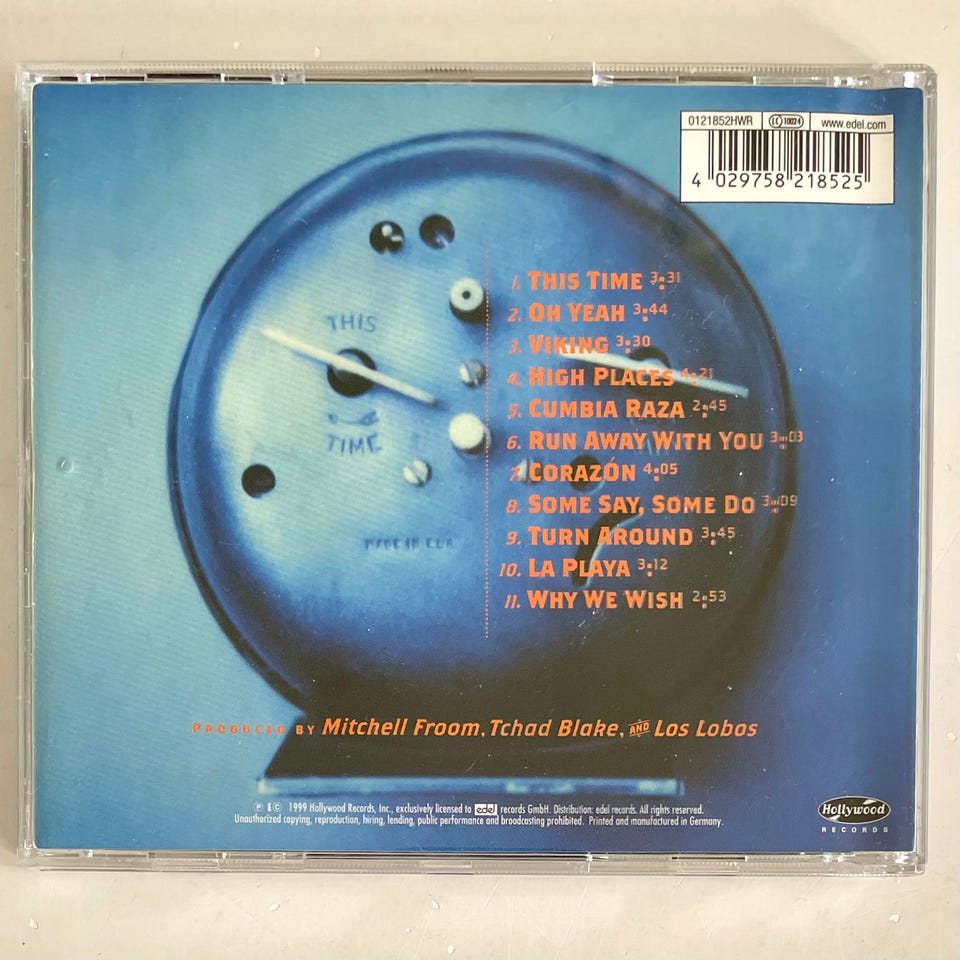 0121852HWR LC 10024 www.edel.com
4 029758 218525
THIS
TIME
MADE IN ELA
1. THIS TIME 3:31
2. OH YEAH 3:44
3. VIKING 3:30
4. HIGH PLACES 4:21
5. CUMBIA RAZA 2:45
6. RUN AWAY WITH YOU 3:03
7. CORAZÓN 4:05
8. SOME SAY, SOME DO 3:09
9. TURN AROUND 3:45
10. LA PLAYA 3:12
11. WHY WE WISH 2:53
PRODUCED BY Mitchell Froom, Tchad Blake, AND Los Lobos
℗ & © 1999 Hollywood Records, Inc., exclusively licensed to edel records GmbH. Distribution: edel records. All rights reserved.
Unauthorized copying, reproduction, hiring, lending, public performance and broadcasting prohibited. Printed and manufactured in Germany.
Hollywood
RECORDS